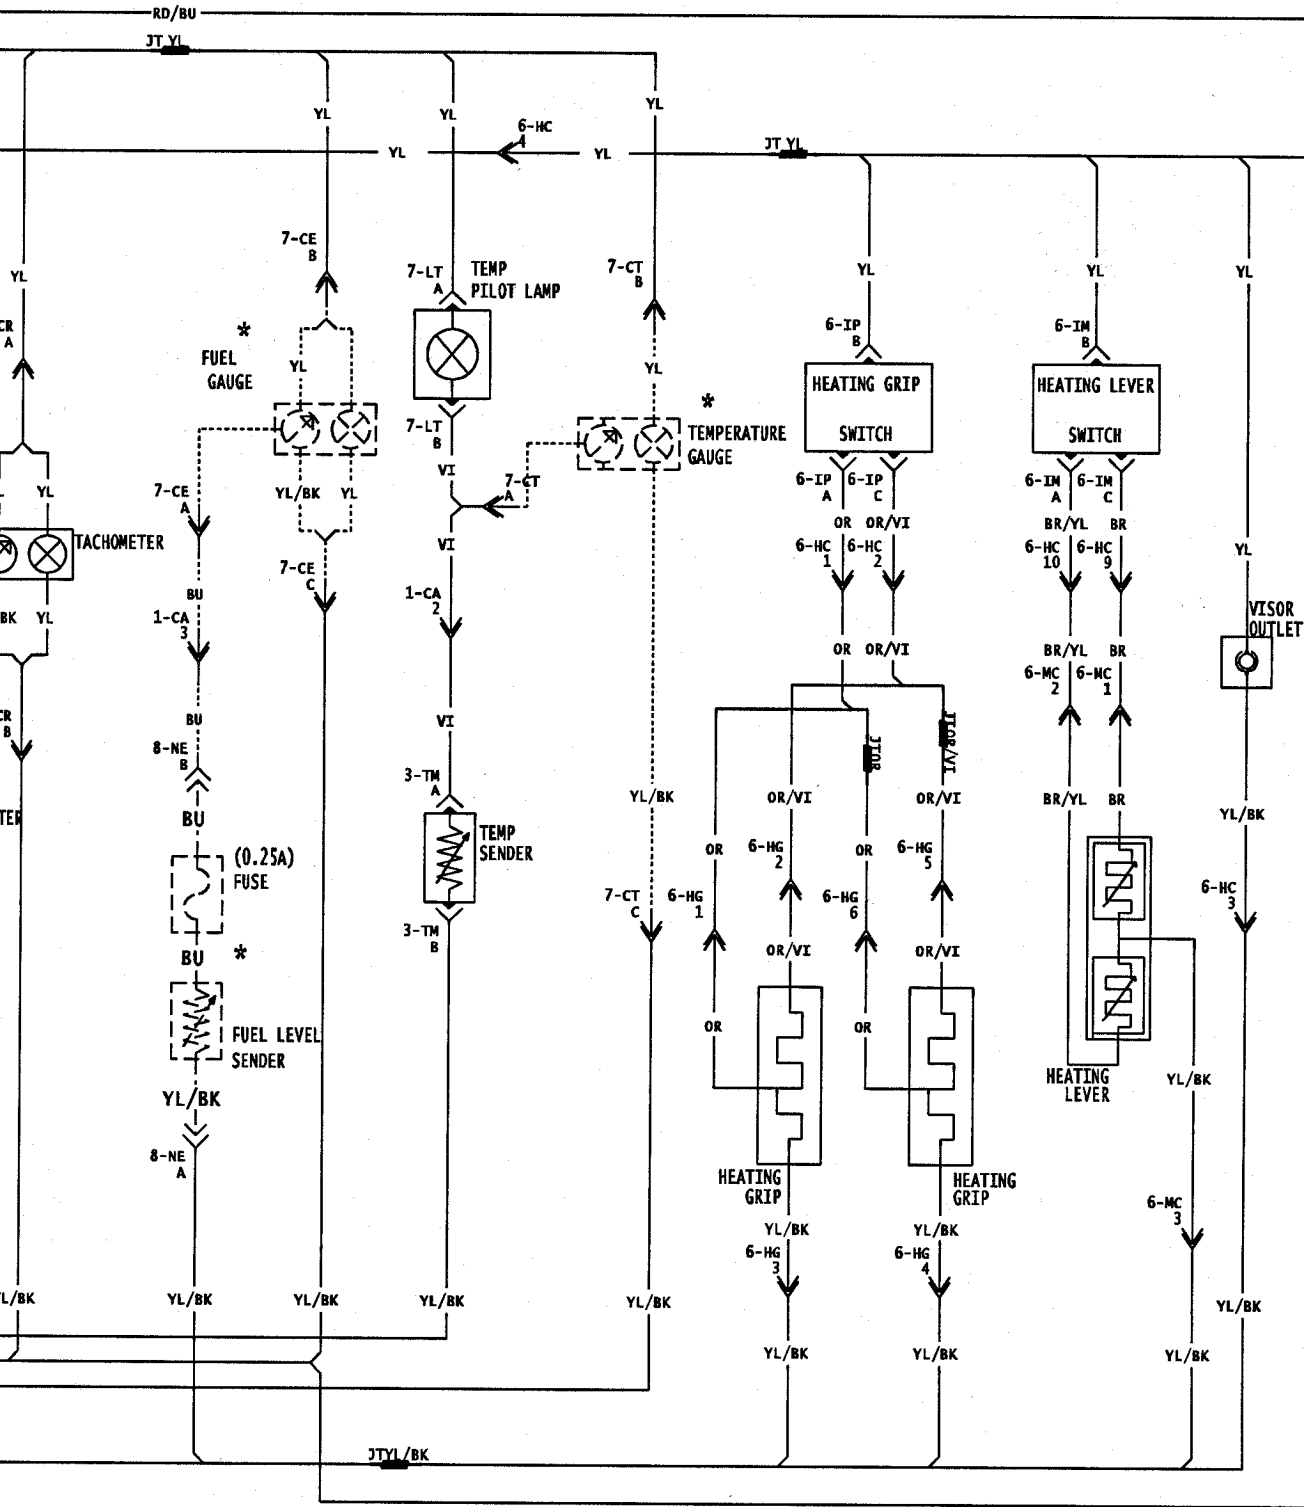 RD/BU
JT YL
YL
YL
YL
6-HC
4
YL
YL
JT YL
7-CE
B
7-LT
A
TEMP
PILOT LAMP
7-CT
B
YL
YL
YL
YL
CR
A
*
FUEL
GAUGE
YL
YL
6-IP
B
6-IM
B
HEATING GRIP
SWITCH
HEATING LEVER
SWITCH
*
TEMPERATURE
GAUGE
7-LT
B
VI
7-CT
A
YL
7-CE
A
YL/BK
YL
6-IP
A
6-IP
C
6-IM
A
6-IM
C
OR
OR/VI
BR/YL
BR
TACHOMETER
VI
6-HC
1
6-HC
2
6-HC
10
6-HC
9
YL
7-CE
C
BU
1-CA
3
1-CA
2
BK
YL
VISOR
OUTLET
OR
OR/VI
BR/YL
BR
6-MC
2
6-MC
1
CR
B
BU
VI
JTOR
JTOR/VI
8-NE
B
3-TM
A
YL/BK
OR/VI
OR/VI
BR/YL
BR
YL/BK
TER
BU
TEMP
SENDER
(0.25A)
FUSE
OR
6-HG
2
OR
6-HG
5
7-CT
C
6-HG
1
6-HG
6
6-HC
3
3-TM
B
BU
*
OR/VI
OR/VI
FUEL LEVEL
SENDER
OR
OR
YL/BK
HEATING
LEVER
YL/BK
8-NE
A
HEATING
GRIP
HEATING
GRIP
YL/BK
6-HG
3
YL/BK
6-HG
4
6-MC
3
L/BK
YL/BK
YL/BK
YL/BK
YL/BK
YL/BK
YL/BK
YL/BK
YL/BK
JTYL/BK